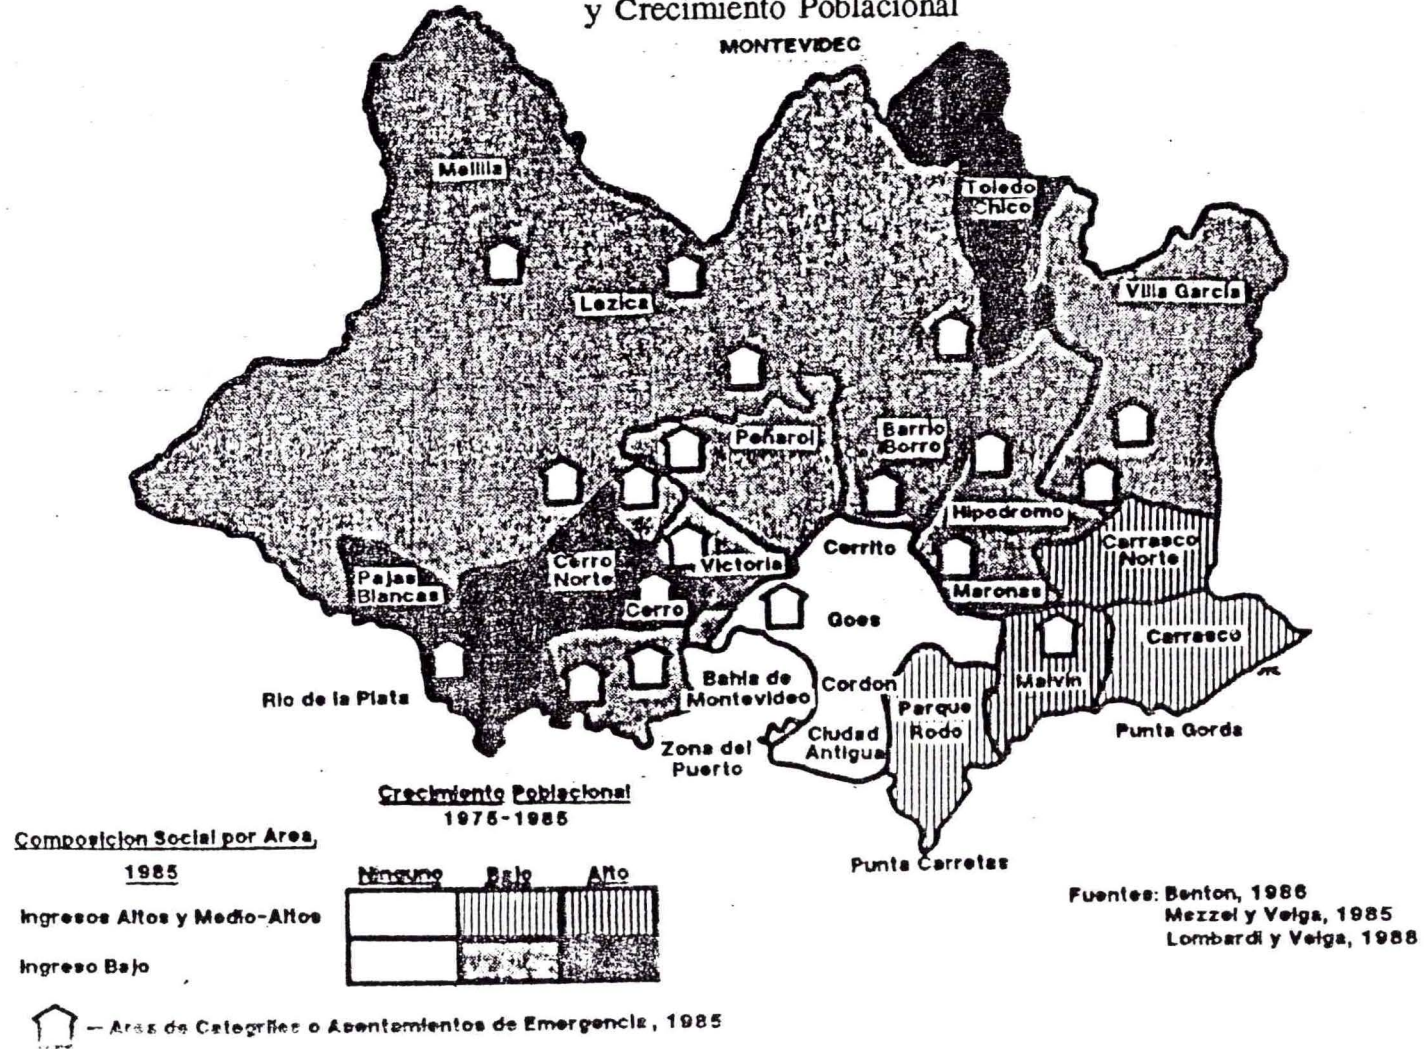 y Crecimiento Poblacional
MONTEVIDEO
Melilla
Toledo
Chico
Lezica
Villa García
Peñarol
Barrio
Borro
Hipodromo
Cerrito
Carrasco
Norte
Cerro
Norte
Victoria
Pajas
Blancas
Maronas
Cerro
Goes
Carrasco
Bahia de
Montevideo
Cordon
Malvin
Parque
Rodo
Rio de la Plata
Ciudad
Antigua
Punta Gorda
Zona del
Puerto
Punta Carretas
Crecimiento Poblacional
1975-1985
Composicion Social por Area,
1985
Ninguno Bajo Alto
Ingresos Altos y Medio-Altos
Ingreso Bajo
Fuentes: Benton, 1986
Mezzei y Veiga, 1985
Lombardi y Veiga, 1988
– Area de Categriles o Asentamientos de Emergencia, 1985